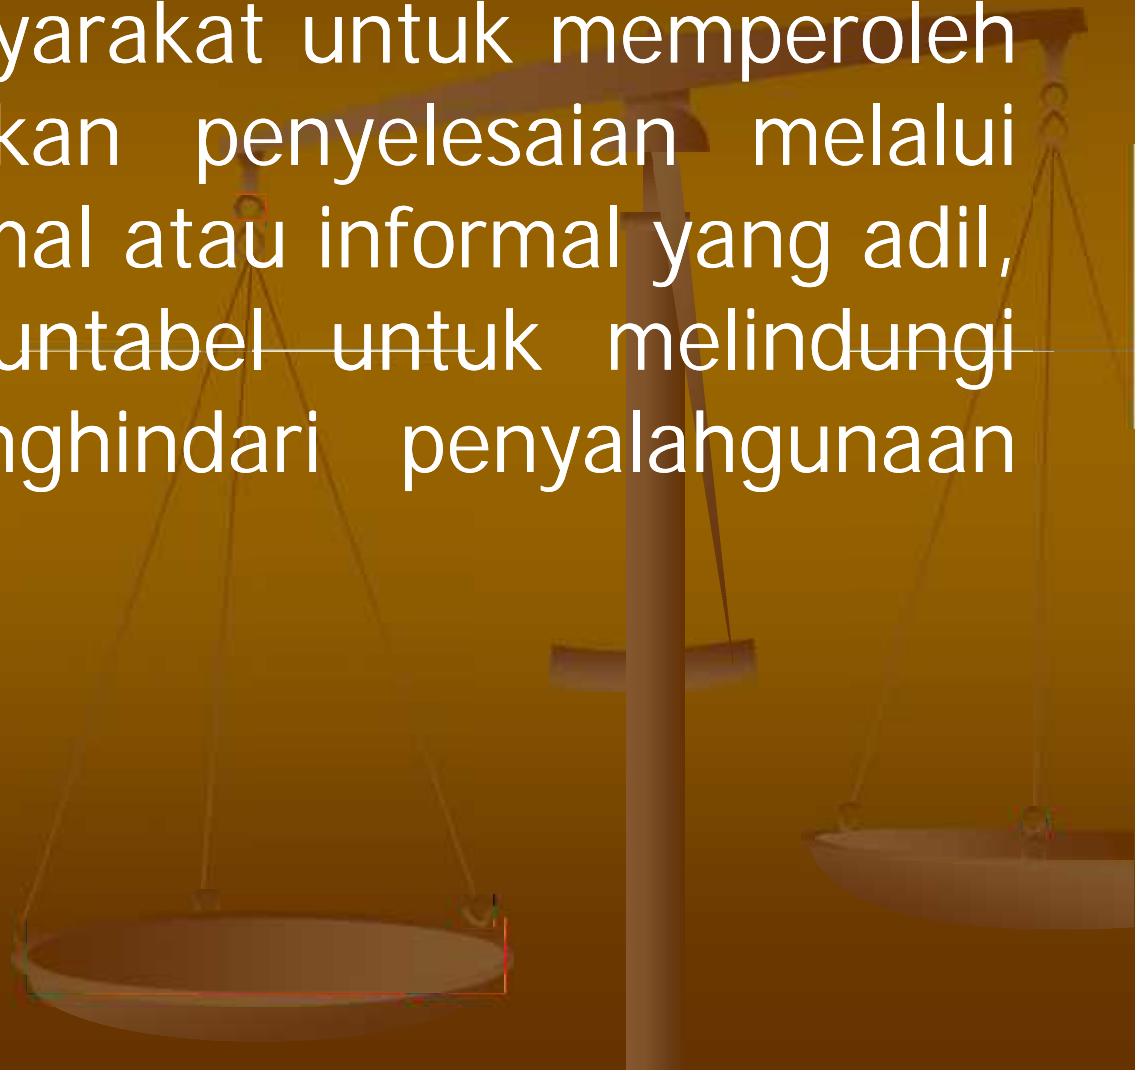 yarakat untuk memperoleh
kan penyelesaian melalui
nal atau informal yang adil,
untabel untuk melindungi
nghindari penyalahgunaan